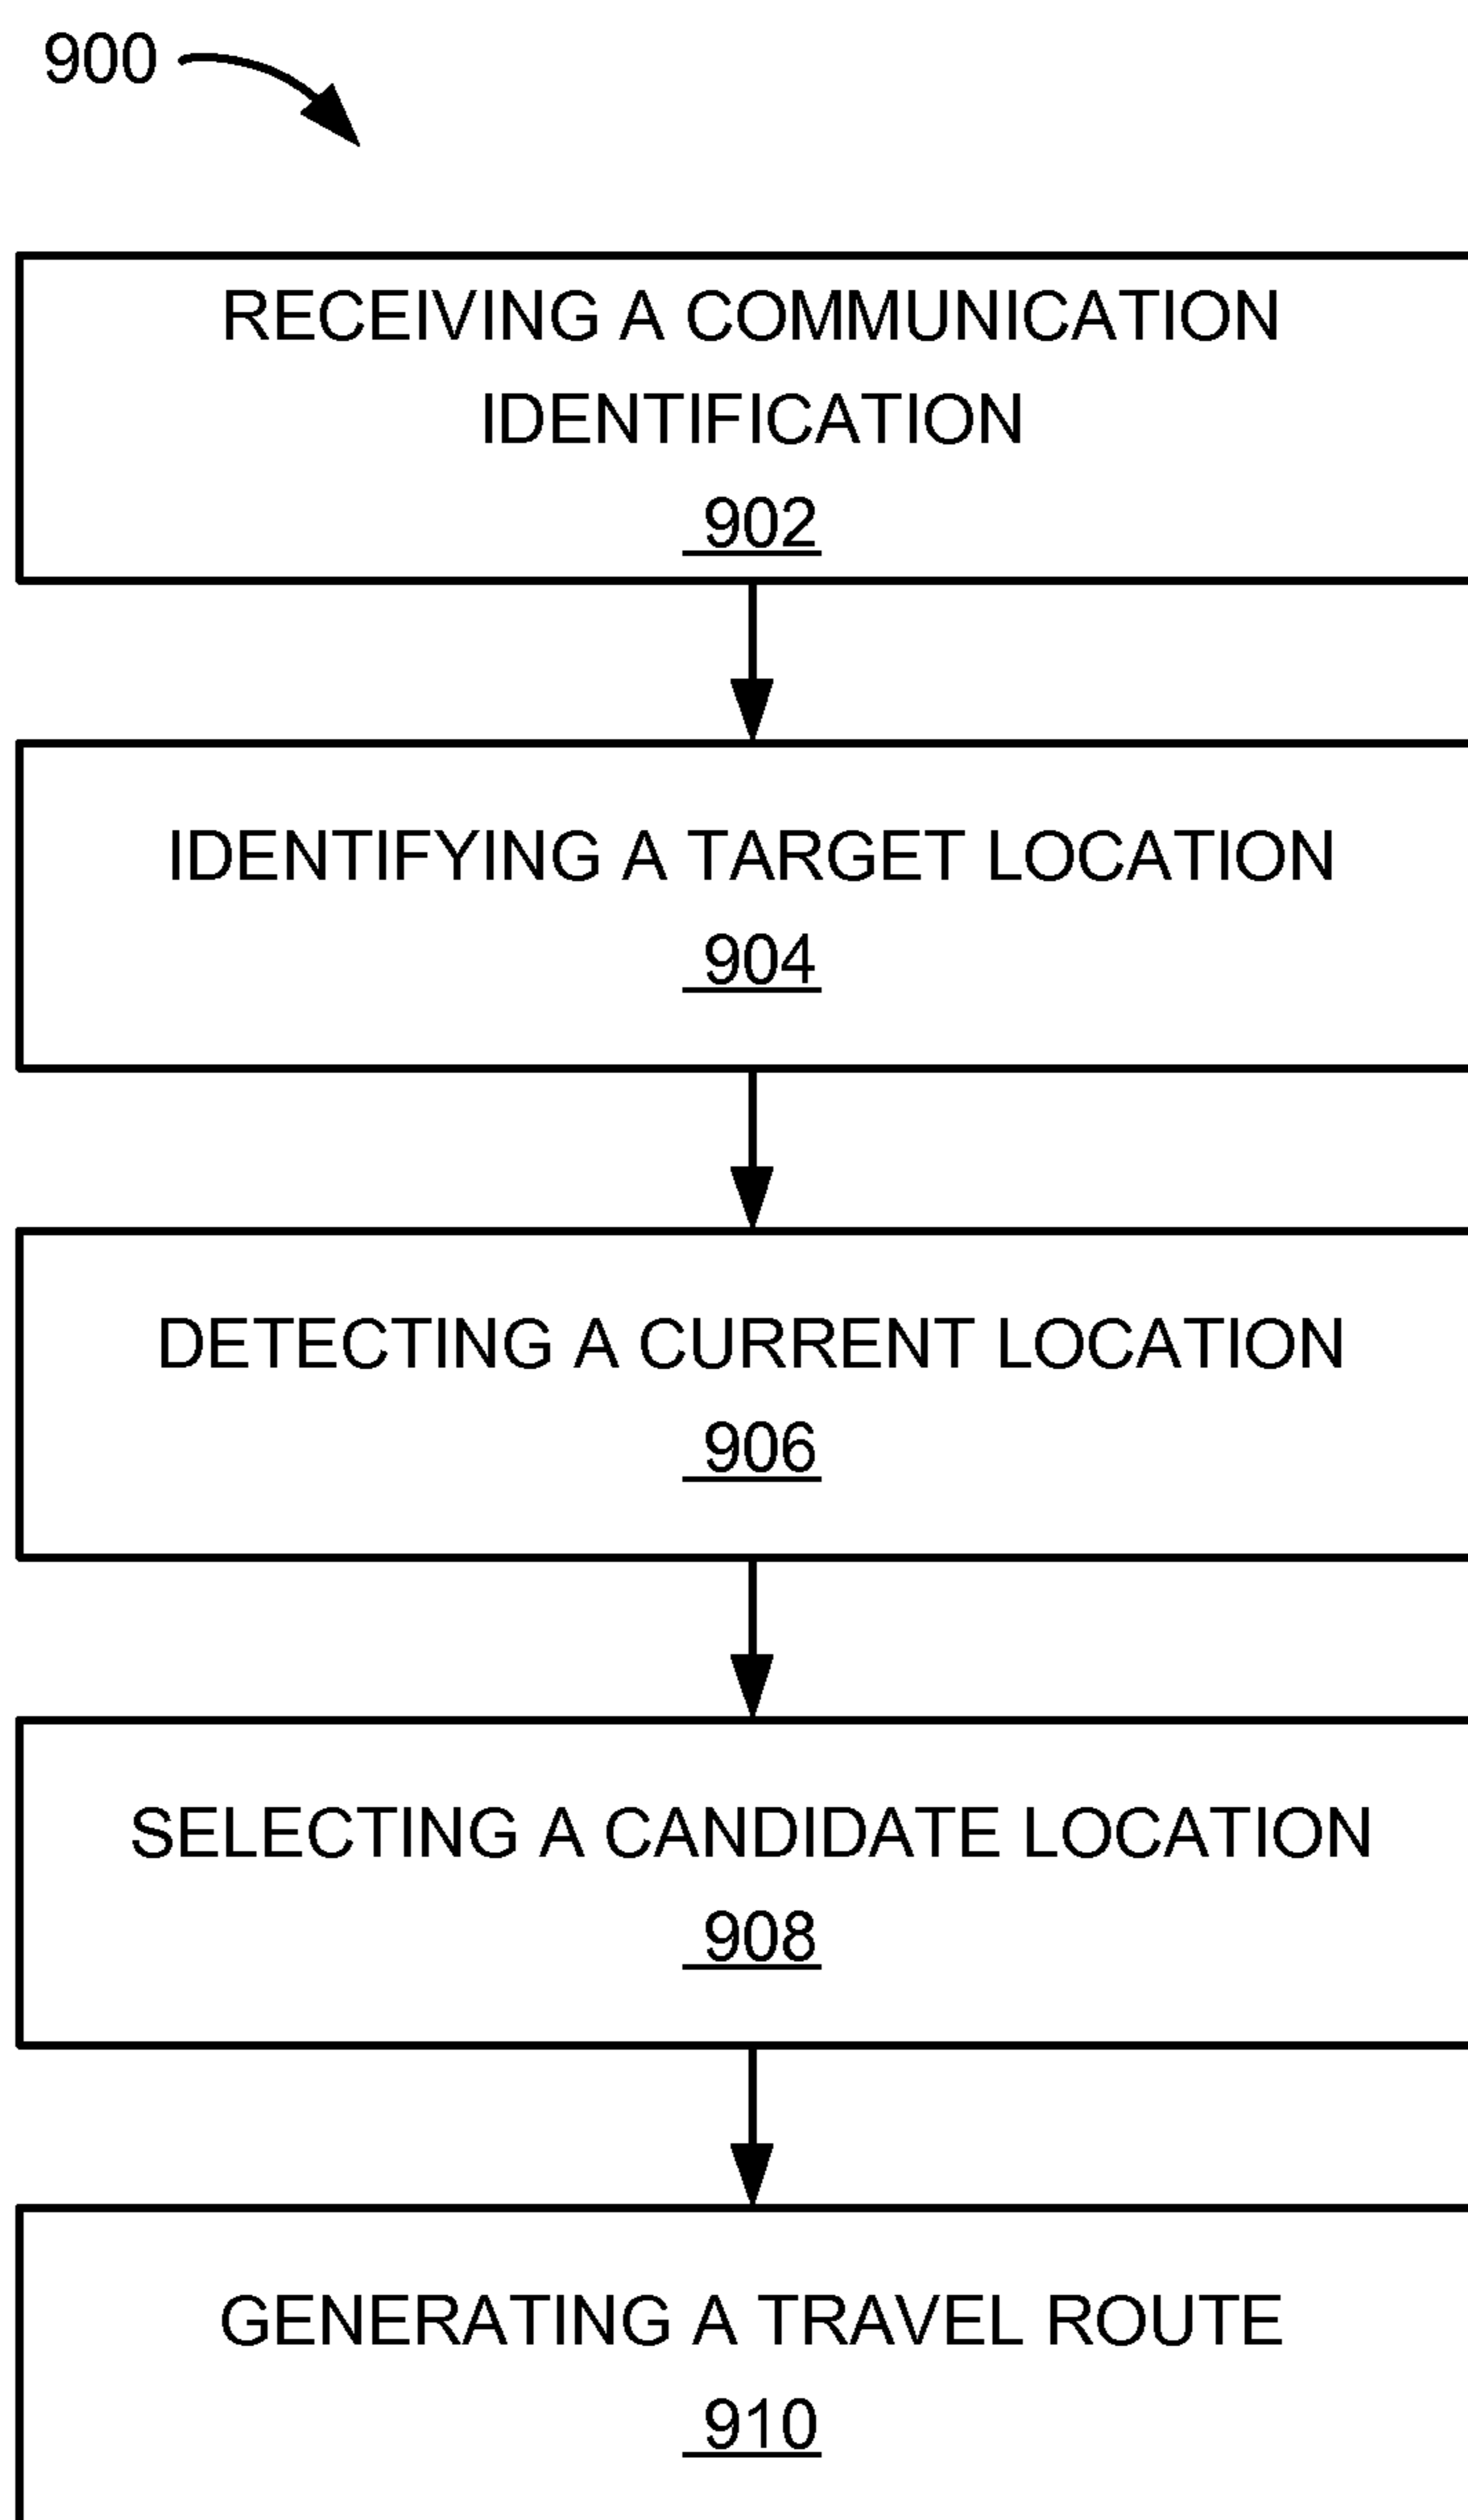 900
RECEIVING A COMMUNICATION
IDENTIFICATION
902
IDENTIFYING A TARGET LOCATION
904
DETECTING A CURRENT LOCATION
906
SELECTING A CANDIDATE LOCATION
908
GENERATING A TRAVEL ROUTE
910